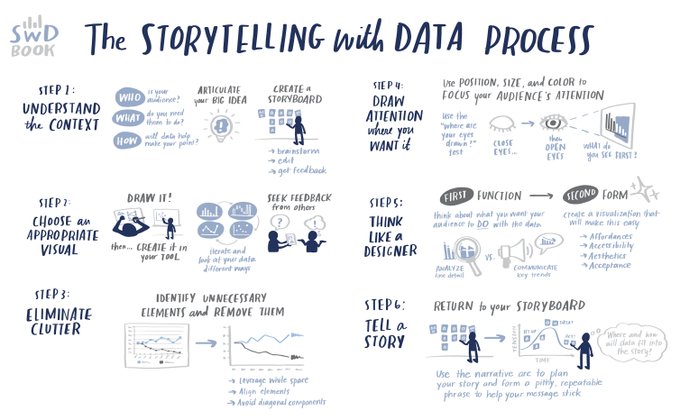 SWD
BOOK
The STORYTELLING with DATA PROCESS
STEP 1:
UNDERSTAND
the CONTEXT
WHO is your
audience?
WHAT do you need
them to do?
HOW will data help
make your point?
ARTICULATE
your BIG IDEA
CREATE a
STORYBOARD
→ brainstorm
→ edit
→ get feedback
STEP 2:
CHOOSE an
APPROPRIATE
VISUAL
DRAW IT!
then... CREATE it in
your TOOL
iterate and
look at your data
different ways
SEEK FEEDBACK
from others
?
!
STEP 3:
ELIMINATE
CLUTTER
IDENTIFY UNNECESSARY
ELEMENTS and REMOVE THEM
→ Leverage white space
→ Align elements
→ Avoid diagonal components
STEP 4:
DRAW
ATTENTION
where you
WANT it
Use POSITION, SIZE, and COLOR to
FOCUS your AUDIENCE'S ATTENTION
Use the
"where are
your eyes
drawn?"
test
CLOSE
EYES...
then
OPEN
EYES
WHAT do
you SEE FIRST?
STEP 5:
THINK
LIKE a
DESIGNER
FIRST FUNCTION → SECOND FORM
Think about what you want your
audience to DO with the data
ANALYZE
fine detail
VS.
COMMUNICATE
key trends
Create a visualization that
will make this easy
→ Affordances
→ Accessibility
→ Aesthetics
→ Acceptance
STEP 6:
TELL a
STORY
RETURN to your STORYBOARD
TENSION
TIME
Where and how
will data fit into
the story?
Use the narrative arc to plan
your story and form a pithy, repeatable
phrase to help your message stick